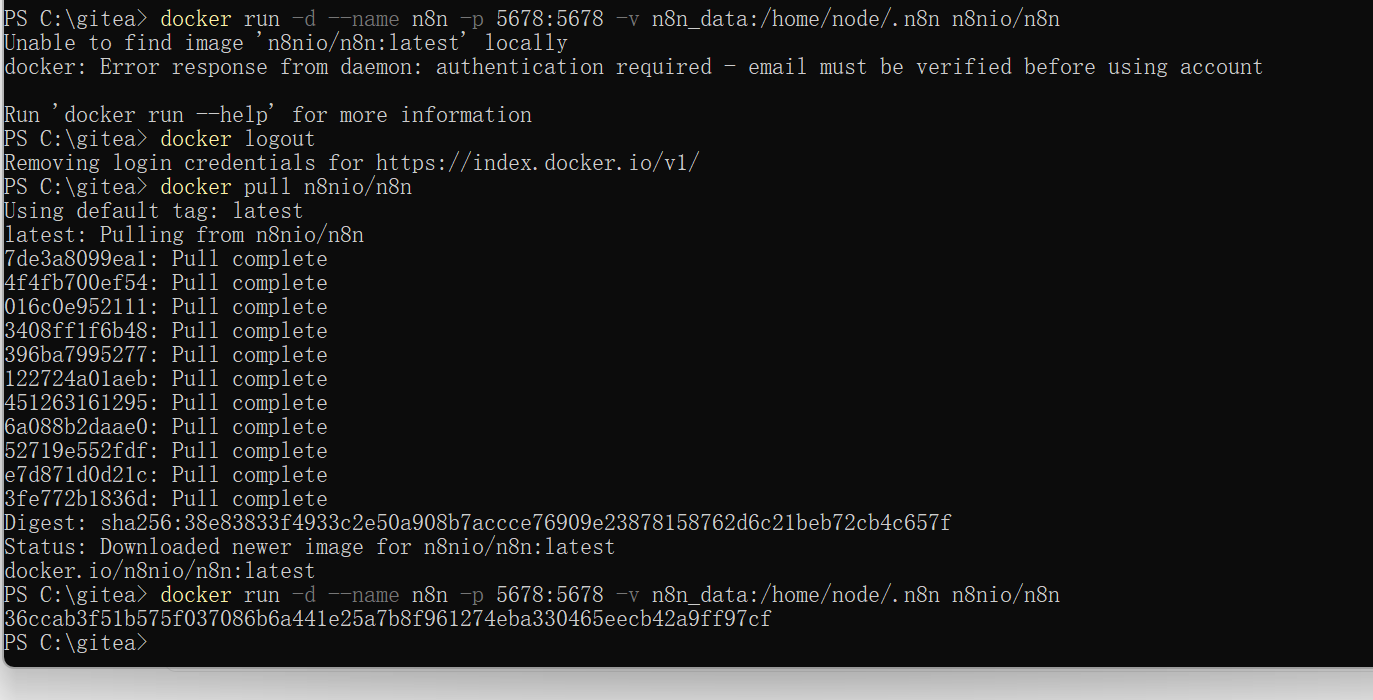 PS C:\gitea> docker run -d --name n8n -p 5678:5678 -v n8n_data:/home/node/.n8n n8nio/n8n
Unable to find image 'n8nio/n8n:latest' locally
docker: Error response from daemon: authentication required - email must be verified before using account
Run 'docker run --help' for more information
PS C:\gitea> docker logout
Removing login credentials for https://index.docker.io/v1/
PS C:\gitea> docker pull n8nio/n8n
Using default tag: latest
latest: Pulling from n8nio/n8n
7de3a8099ea1: Pull complete
4f4fb700ef54: Pull complete
016c0e952111: Pull complete
3408ff1f6b48: Pull complete
396ba7995277: Pull complete
122724a01aeb: Pull complete
451263161295: Pull complete
6a088b2daae0: Pull complete
52719e552fdf: Pull complete
e7d871d0d21c: Pull complete
3fe772b1836d: Pull complete
Digest: sha256:38e83833f4933c2e50a908b7accce76909e23878158762d6c21beb72cb4c657f
Status: Downloaded newer image for n8nio/n8n:latest
docker.io/n8nio/n8n:latest
PS C:\gitea> docker run -d --name n8n -p 5678:5678 -v n8n_data:/home/node/.n8n n8nio/n8n
36ccab3f51b575f037086b6a441e25a7b8f961274eba330465eecb42a9ff97cf
PS C:\gitea>